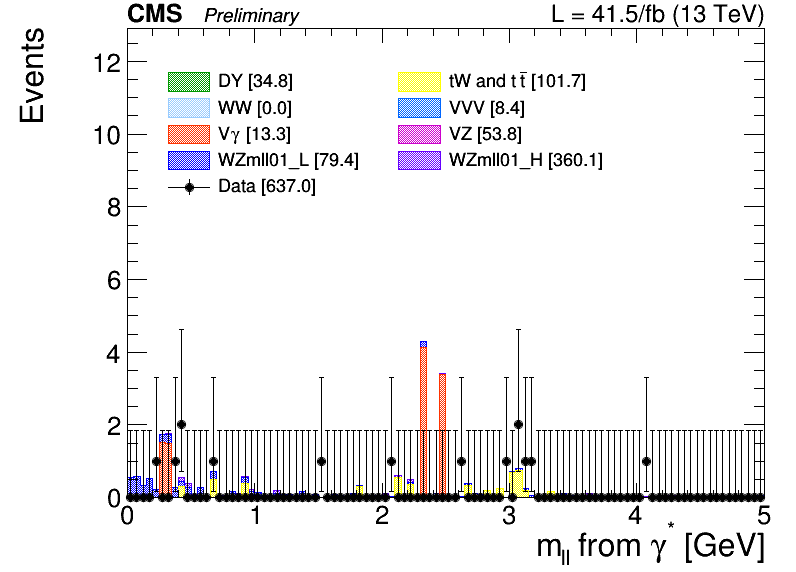 CMS Preliminary L = 41.5/fb (13 TeV)
Events
DY [34.8]
tW and tt̅ [101.7]
WW [0.0]
VVV [8.4]
Vγ [13.3]
VZ [53.8]
WZmll01_L [79.4]
WZmll01_H [360.1]
Data [637.0]
12
10
8
6
4
2
0
0 1 2 3 4 5
m_ll from γ* [GeV]